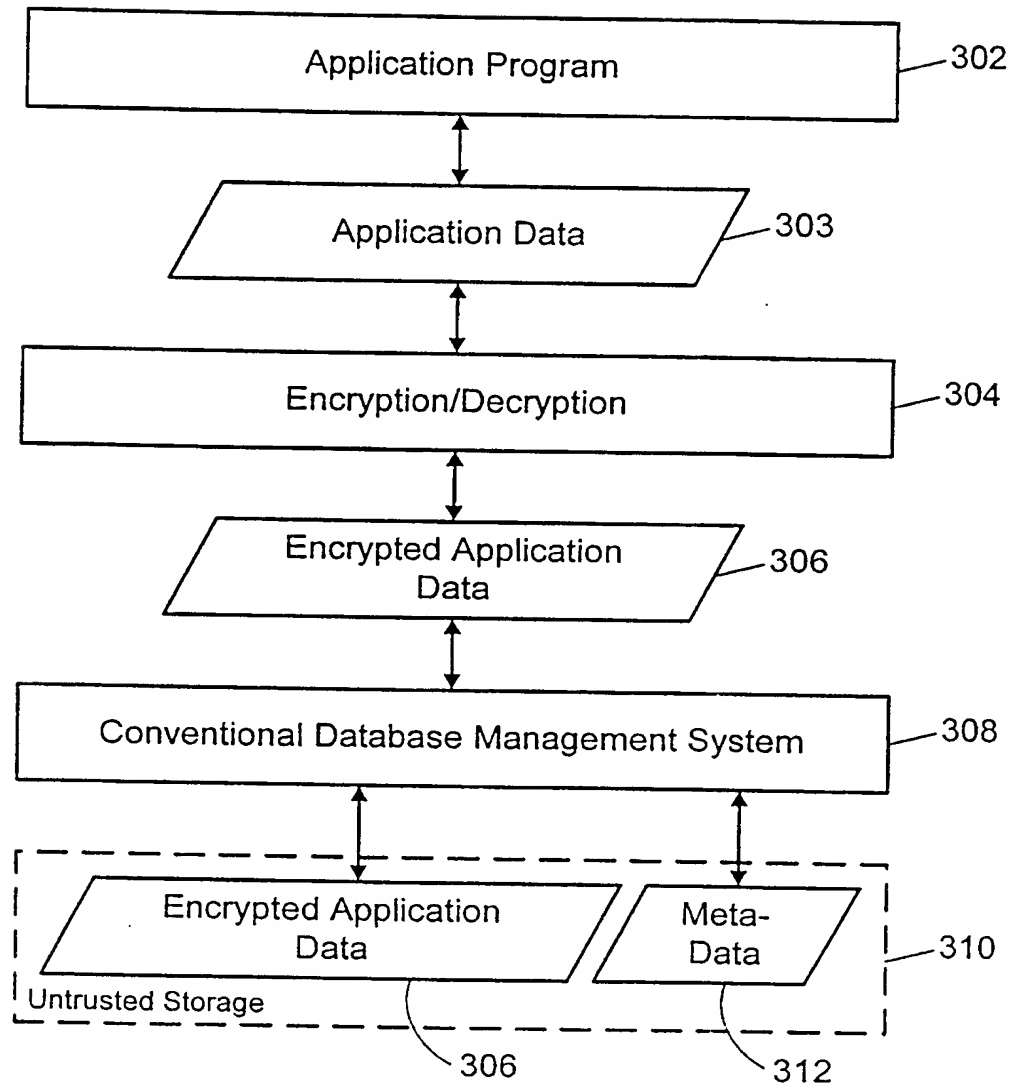 Application Program
302
Application Data
303
Encryption/Decryption
304
Encrypted Application
Data
306
Conventional Database Management System
308
Encrypted Application
Data
Meta-
Data
310
Untrusted Storage
306
312